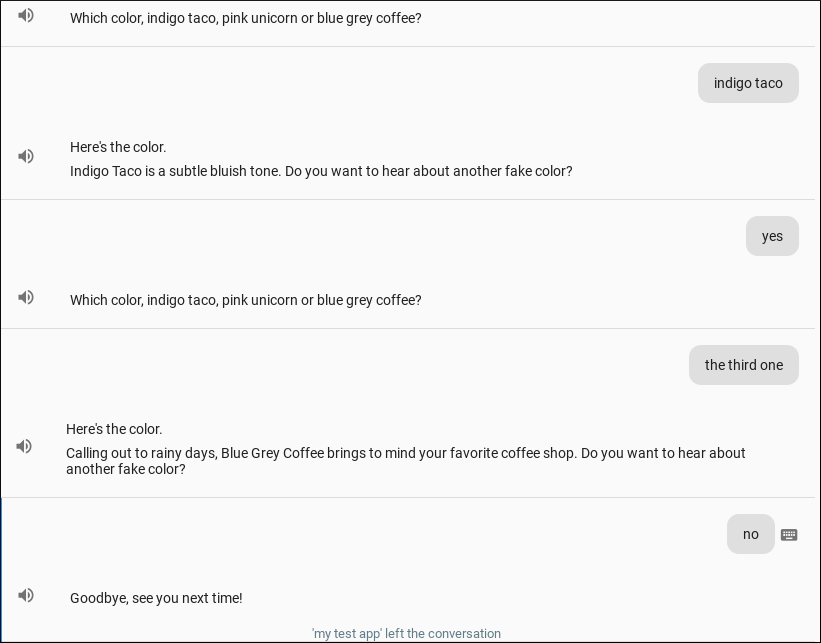 Which color, indigo taco, pink unicorn or blue grey coffee?
indigo taco
Here's the color.
Indigo Taco is a subtle bluish tone. Do you want to hear about another fake color?
yes
Which color, indigo taco, pink unicorn or blue grey coffee?
the third one
Here's the color.
Calling out to rainy days, Blue Grey Coffee brings to mind your favorite coffee shop. Do you want to hear about
another fake color?
no
Goodbye, see you next time!
'my test app' left the conversation